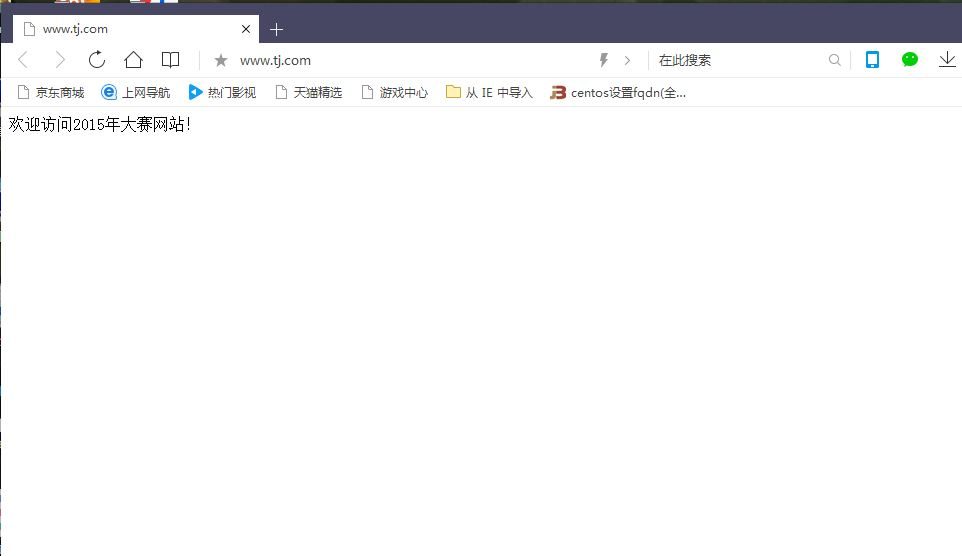 www.tj.com
www.tj.com 在此搜索
京东商城 上网导航 热门影视 天猫精选 游戏中心 从 IE 中导入 centos设置fqdn(全...
欢迎访问2015年大赛网站!